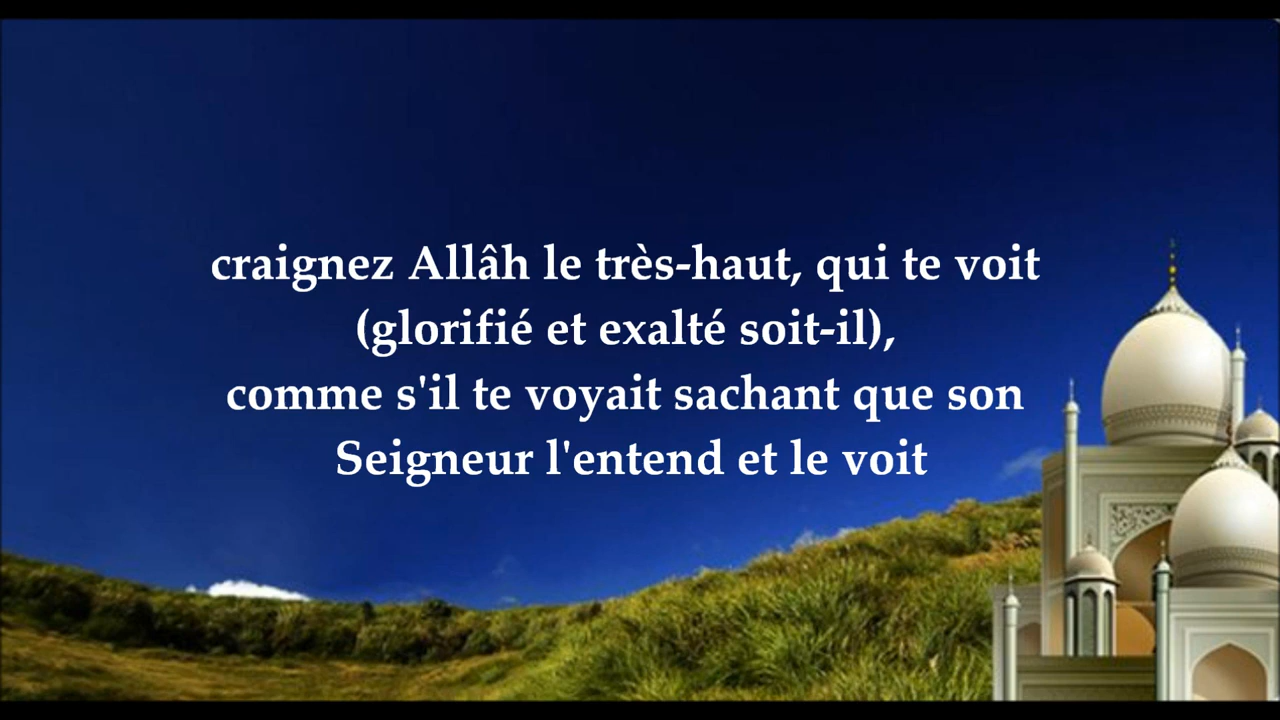 craignez Allâh le très-haut, qui te voit
(glorifié et exalté soit-il),
comme s'il te voyait sachant que son
Seigneur l'entend et le voit